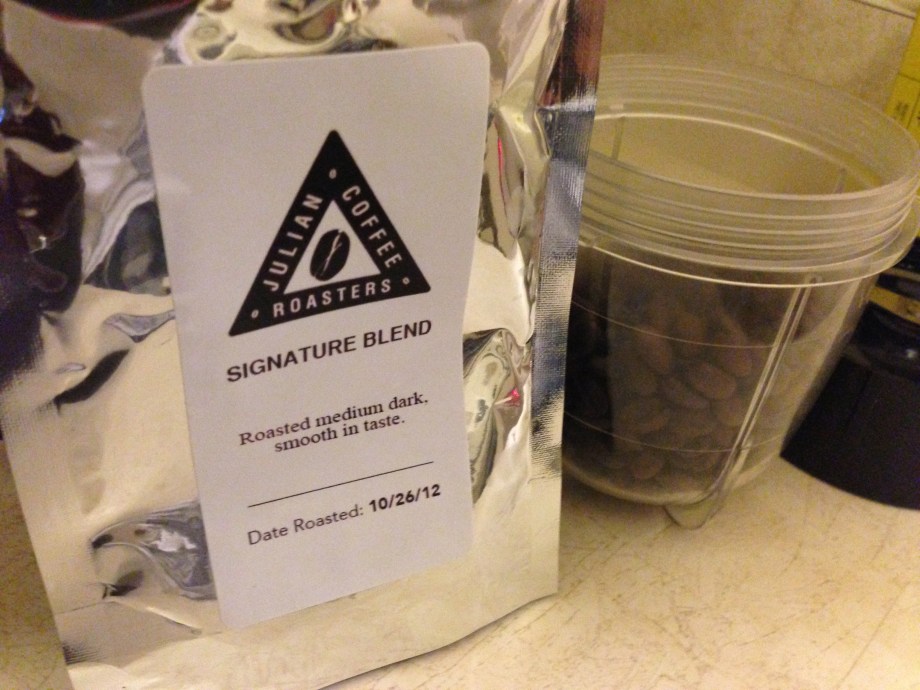 JULIAN COFFEE
ROASTERS
SIGNATURE BLEND
Roasted medium dark,
smooth in taste.
Date Roasted: 10/26/12